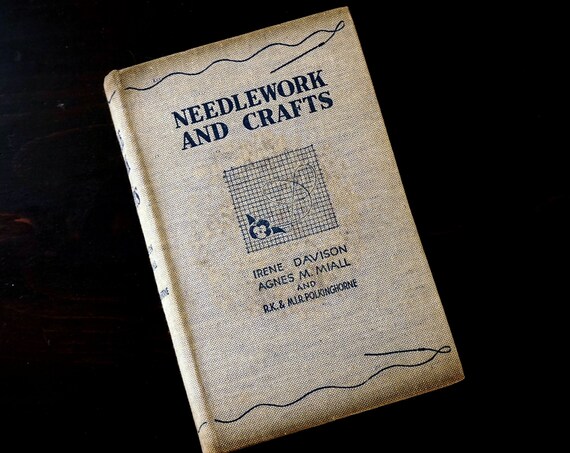 NEEDLEWORK
AND CRAFTS
IRENE DAVISON
AGNES M. MIALL
AND
R.K. & M.I.R. POLKINGHORNE